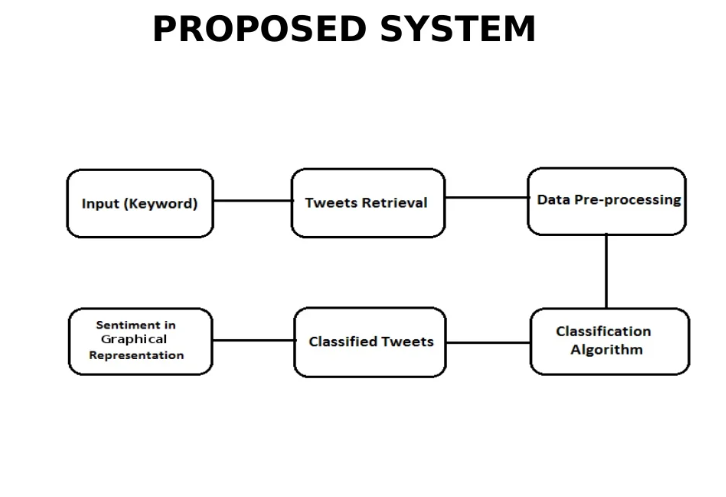 PROPOSED SYSTEM
Input (Keyword)
Tweets Retrieval
Data Pre-processing
Sentiment in
Graphical
Representation
Classified Tweets
Classification
Algorithm